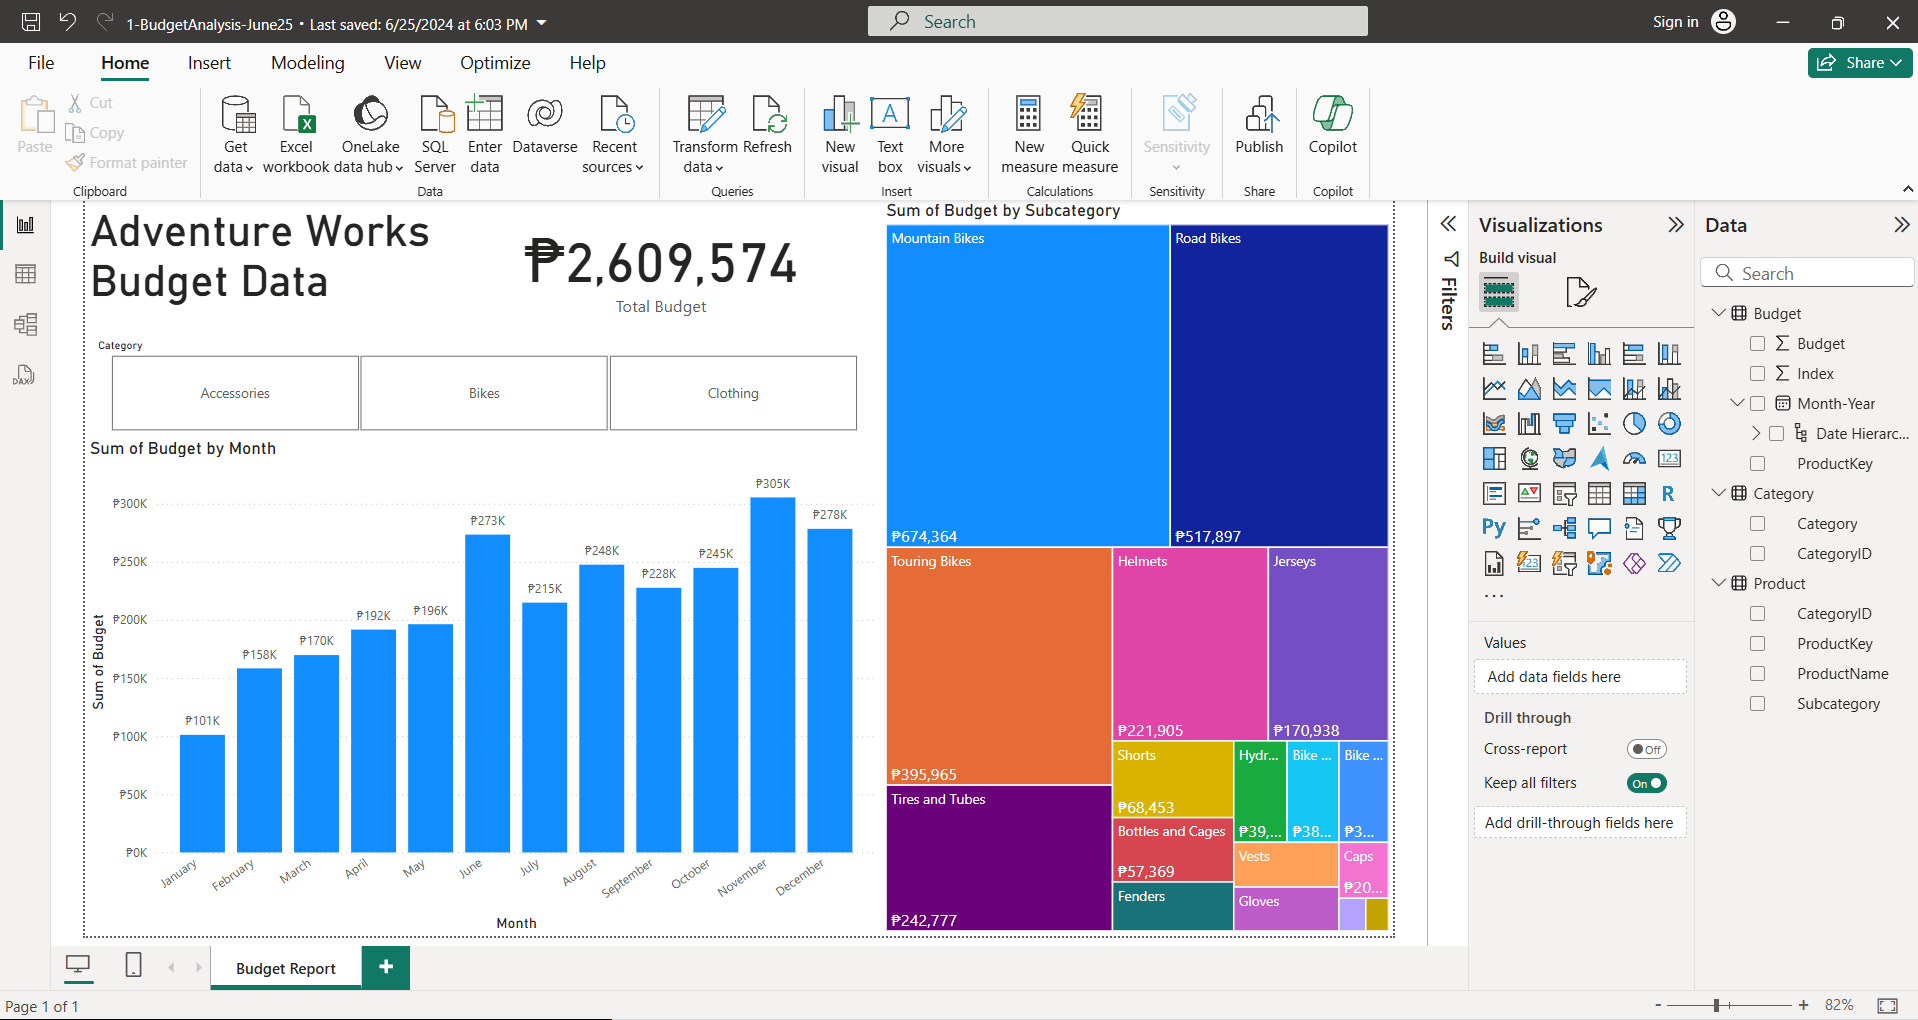 1-BudgetAnalysis-June25 • Last saved: 6/25/2024 at 6:03 PM
Search
Sign in
File Home Insert Modeling View Optimize Help
Share
Paste
Cut
Copy
Format painter
Clipboard
Get data
Excel workbook
OneLake data hub
SQL Server
Enter data
Dataverse
Recent sources
Data
Transform data
Refresh
Queries
New visual
Text box
More visuals
Insert
New measure
Quick measure
Calculations
Sensitivity
Sensitivity
Publish
Share
Copilot
Copilot
DAX
Adventure Works
Budget Data
₱2,609,574
Total Budget
Category
Accessories
Bikes
Clothing
Sum of Budget by Month
Sum of Budget
₱300K
₱250K
₱200K
₱150K
₱100K
₱50K
₱0K
₱101K
₱158K
₱170K
₱192K
₱196K
₱273K
₱215K
₱248K
₱228K
₱245K
₱305K
₱278K
January
February
March
April
May
June
July
August
September
October
November
December
Month
Sum of Budget by Subcategory
Mountain Bikes
₱674,364
Road Bikes
₱517,897
Touring Bikes
₱395,965
Helmets
₱221,905
Jerseys
₱170,938
Tires and Tubes
₱242,777
Shorts
₱68,453
Hydr...
₱39,...
Bike ...
₱38...
Bike ...
₱3...
Bottles and Cages
₱57,369
Vests
Caps
₱20...
Fenders
Gloves
Filters
Visualizations
Build visual
123
R
Py
123
...
Values
Add data fields here
Drill through
Cross-report
Off
Keep all filters
On
Add drill-through fields here
Data
Search
Budget
Budget
Index
Month-Year
Date Hierarc...
ProductKey
Category
Category
CategoryID
Product
CategoryID
ProductKey
ProductName
Subcategory
Budget Report
Page 1 of 1
82%